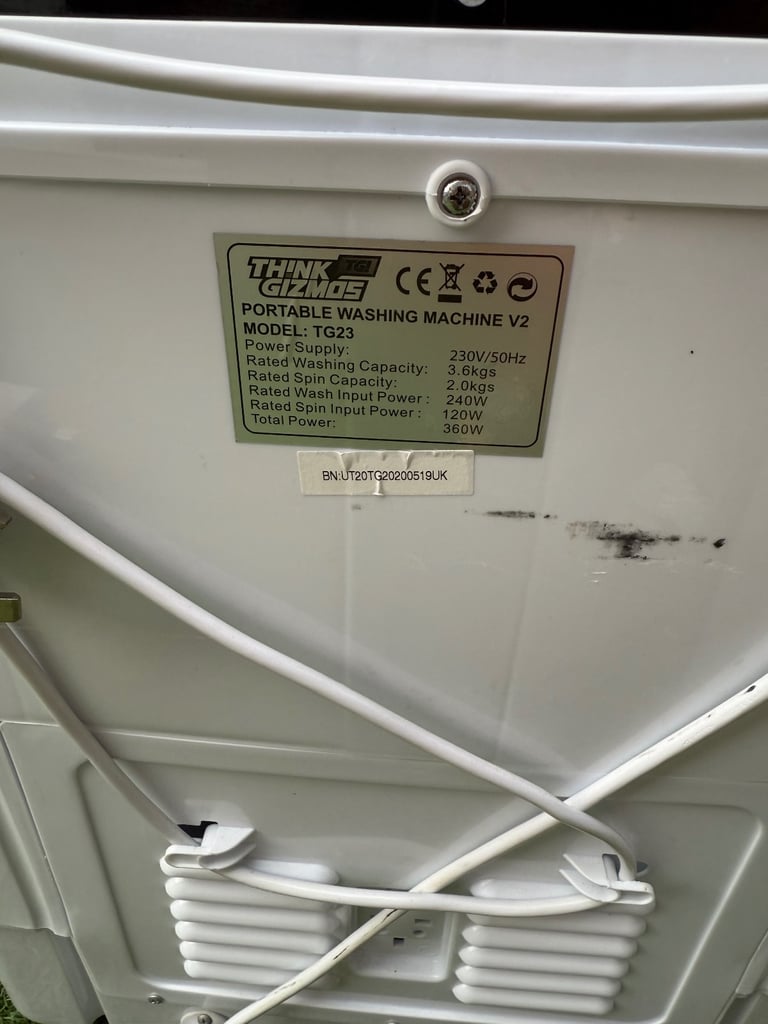 THINK TG!
GIZMOS
CE
PORTABLE WASHING MACHINE V2
MODEL: TG23
Power Supply: 230V/50Hz
Rated Washing Capacity: 3.6kgs
Rated Spin Capacity: 2.0kgs
Rated Wash Input Power : 240W
Rated Spin Input Power : 120W
Total Power: 360W
BN:UT20TG20200519UK